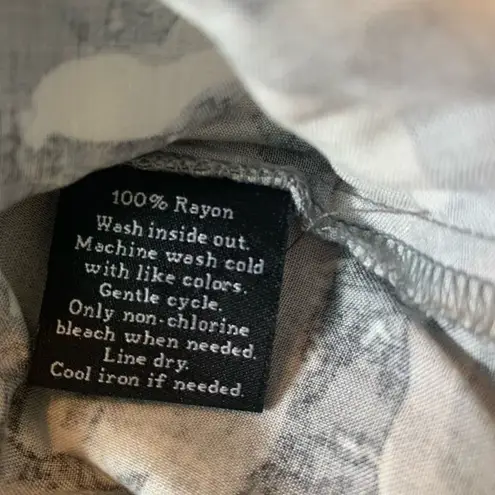 100% Rayon
Wash inside out.
Machine wash cold
with like colors.
Gentle cycle.
Only non-chlorine
bleach when needed.
Line dry.
Cool iron if needed.